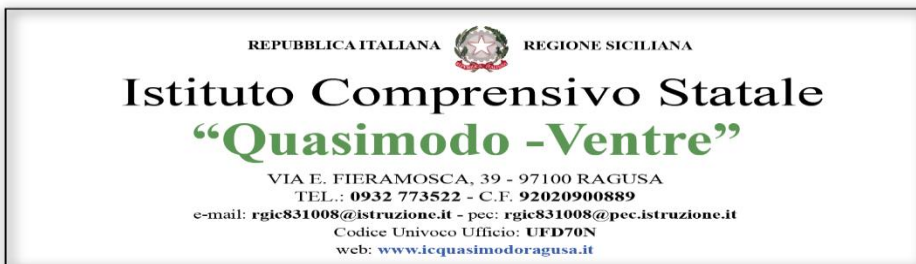 REPUBBLICA ITALIANA REGIONE SICILIANA
Istituto Comprensivo Statale
“Quasimodo -Ventre”
VIA E. FIERAMOSCA, 39 - 97100 RAGUSA
TEL.: 0932 773522 - C.F. 92020900889
e-mail: rgic831008@istruzione.it - pec: rgic831008@pec.istruzione.it
Codice Univoco Ufficio: UFD70N
web: www.icquasimodoragusa.it